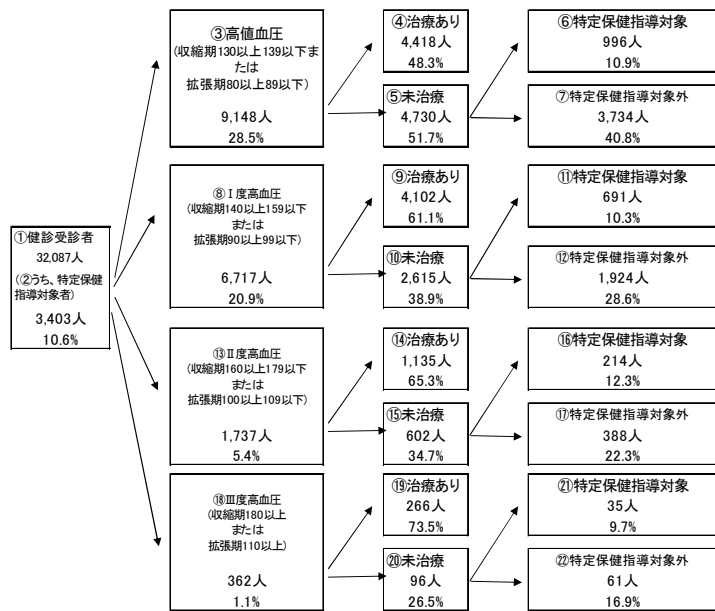 ①健診受診者
32,087人
(②うち、特定保健
指導対象者)
3,403人
10.6%
③高値血圧
(収縮期130以上139以下ま
たは
拡張期80以上89以下)
9,148人
28.5%
④治療あり
4,418人
48.3%
⑤未治療
4,730人
51.7%
⑥特定保健指導対象
996人
10.9%
⑦特定保健指導対象外
3,734人
40.8%
⑧Ⅰ度高血圧
(収縮期140以上159以下
または
拡張期90以上99以下)
6,717人
20.9%
⑨治療あり
4,102人
61.1%
⑩未治療
2,615人
38.9%
⑪特定保健指導対象
691人
10.3%
⑫特定保健指導対象外
1,924人
28.6%
⑬Ⅱ度高血圧
(収縮期160以上179以下
または
拡張期100以上109以下)
1,737人
5.4%
⑭治療あり
1,135人
65.3%
⑮未治療
602人
34.7%
⑯特定保健指導対象
214人
12.3%
⑰特定保健指導対象外
388人
22.3%
⑱Ⅲ度高血圧
(収縮期180以上
または
拡張期110以上)
362人
1.1%
⑲治療あり
266人
73.5%
⑳未治療
96人
26.5%
㉑特定保健指導対象
35人
9.7%
㉒特定保健指導対象外
61人
16.9%